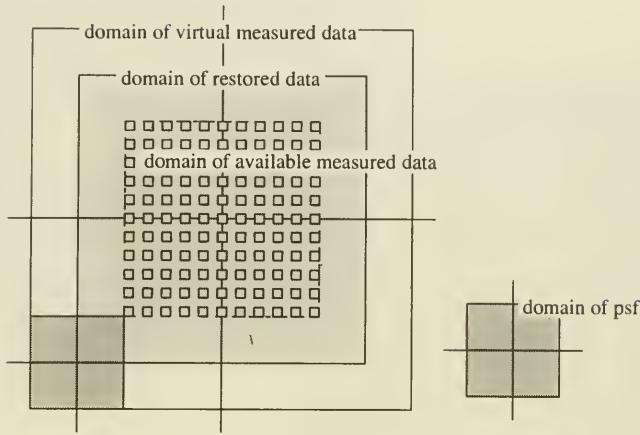 domain of virtual measured data
domain of restored data
domain of available measured data
domain of psf